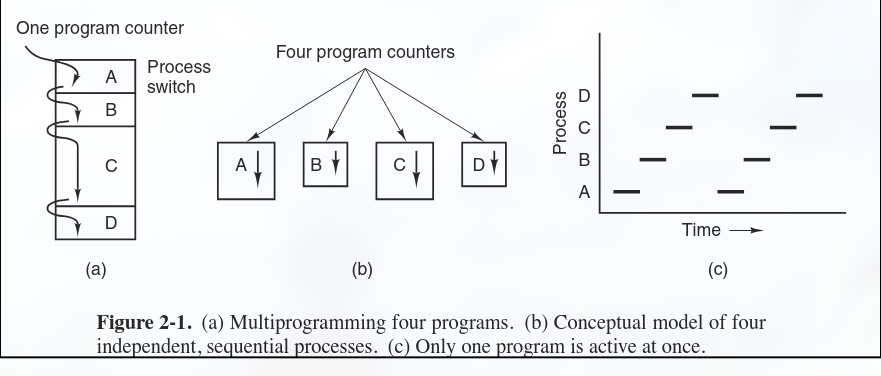 One program counter
Process
switch
A
B
C
D
(a)
Four program counters
A
B
C
D
(b)
Process
D
C
B
A
Time
(c)
Figure 2-1. (a) Multiprogramming four programs. (b) Conceptual model of four
independent, sequential processes. (c) Only one program is active at once.